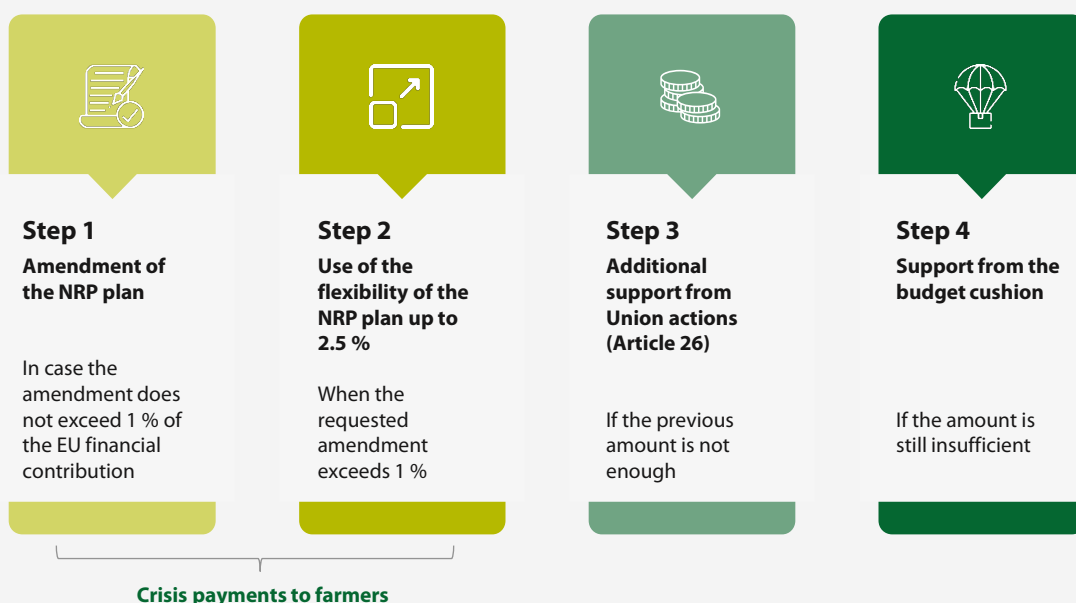 Step 1
Amendment of
the NRP plan
In case the
amendment does
not exceed 1 % of
the EU financial
contribution
Step 2
Use of the
flexibility of the
NRP plan up to
2.5 %
When the
requested
amendment
exceeds 1 %
Step 3
Additional
support from
Union actions
(Article 26)
If the previous
amount is not
enough
Step 4
Support from the
budget cushion
If the amount is
still insufficient
Crisis payments to farmers